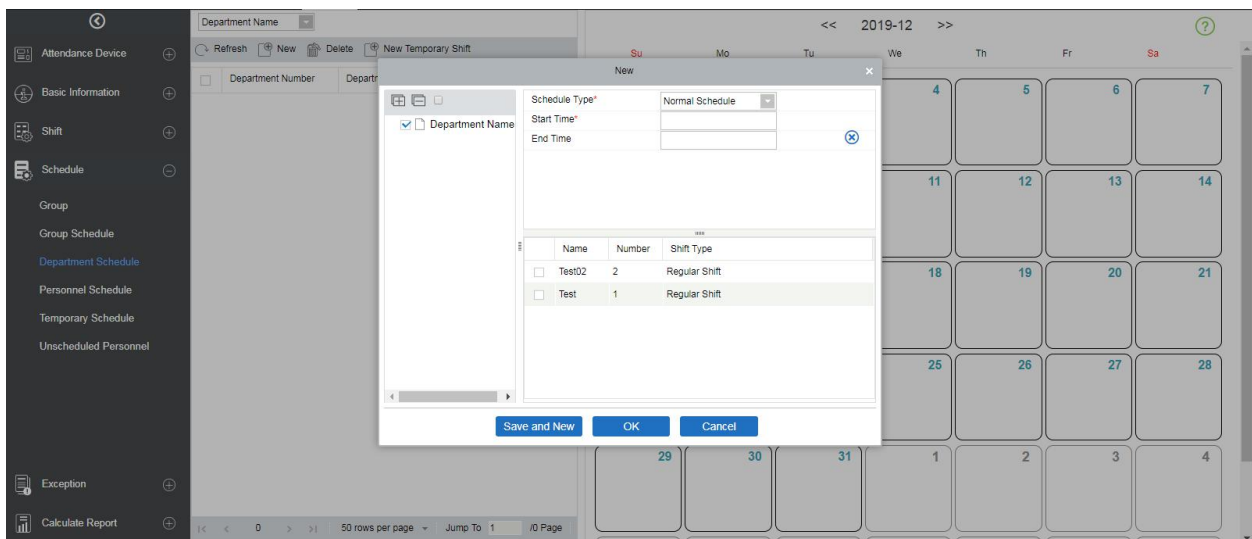 Department Name
<< 2019-12 >>
?
Attendance Device
Basic Information
Shift
Schedule
Group
Group Schedule
Department Schedule
Personnel Schedule
Temporary Schedule
Unscheduled Personnel
Exception
Calculate Report
Refresh New Delete New Temporary Shift
Department Number Departr
New ×
Department Name
Schedule Type* Normal Schedule
Start Time*
End Time
Name Number Shift Type
Test02 2 Regular Shift
Test 1 Regular Shift
Save and New OK Cancel
|< < 0 > >| 50 rows per page Jump To 1 /0 Page
Su Mo Tu We Th Fr Sa
4 5 6 7
11 12 13 14
18 19 20 21
25 26 27 28
29 30 31 1 2 3 4